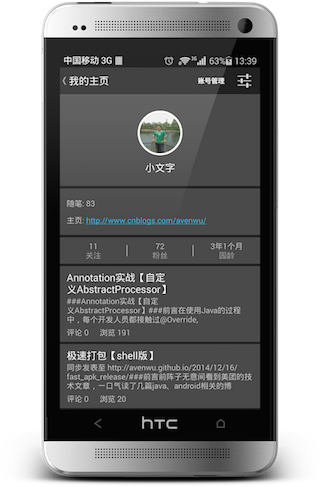 中国移动 3G
3G 63% 13:39
我的主页 账号管理
小文字
随笔: 83
主页: http://www.cnblogs.com/avenwu/
11 72 3年1个月
关注 粉丝 园龄
Annotation实战【自定
义AbstractProcessor】
###Annotation实战【自定
义AbstractProcessor】###前言在使用Java的过程
中，每个开发人员都接触过@Override,
评论 0 浏览 191
极速打包【shell版】
同步发表至 http://avenwu.github.io/2014/12/16/
fast_apk_release/###前言前阵子无意间看到美团的技
术文章，一口气读了几篇java、android相关的博
评论 0 浏览 20
hTC